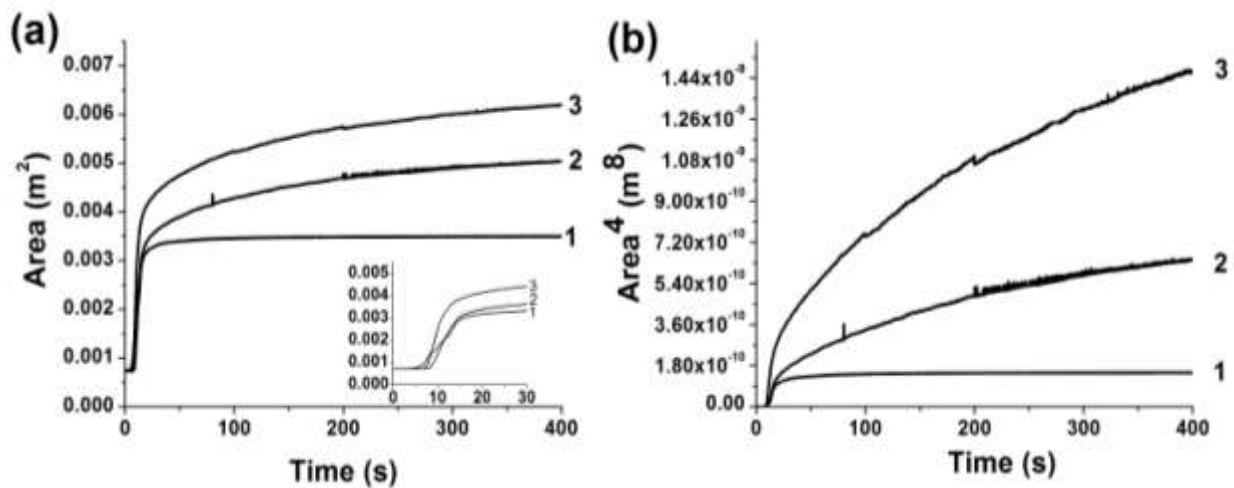 (a)
Area (m²)
0.007
0.006
0.005
0.004
0.003
0.002
0.001
0.000
3
2
1
0.005
0.004
0.003
0.002
0.001
0.000
3
2
1
0 10 20 30
0 100 200 300 400
Time (s)
(b)
Area⁴ (m⁸)
1.44x10⁻⁹
1.26x10⁻⁹
1.08x10⁻⁹
9.00x10⁻¹⁰
7.20x10⁻¹⁰
5.40x10⁻¹⁰
3.60x10⁻¹⁰
1.80x10⁻¹⁰
0.00
3
2
1
0 100 200 300 400
Time (s)